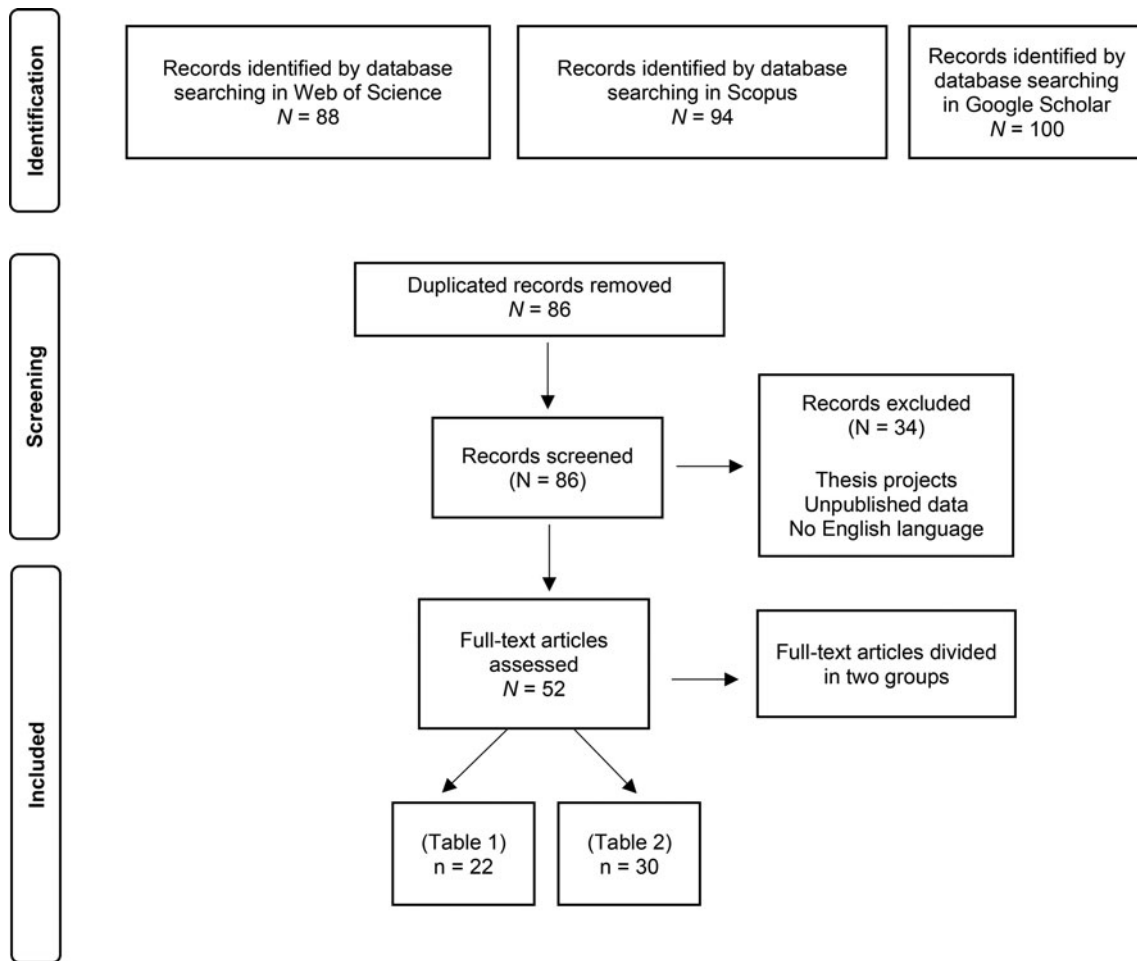 Identification
Records identified by database
searching in Web of Science
N = 88
Records identified by database
searching in Scopus
N = 94
Records identified by
database searching
in Google Scholar
N = 100
Screening
Duplicated records removed
N = 86
Records screened
(N = 86)
Records excluded
(N = 34)
Thesis projects
Unpublished data
No English language
Included
Full-text articles
assessed
N = 52
Full-text articles divided
in two groups
(Table 1)
n = 22
(Table 2)
n = 30